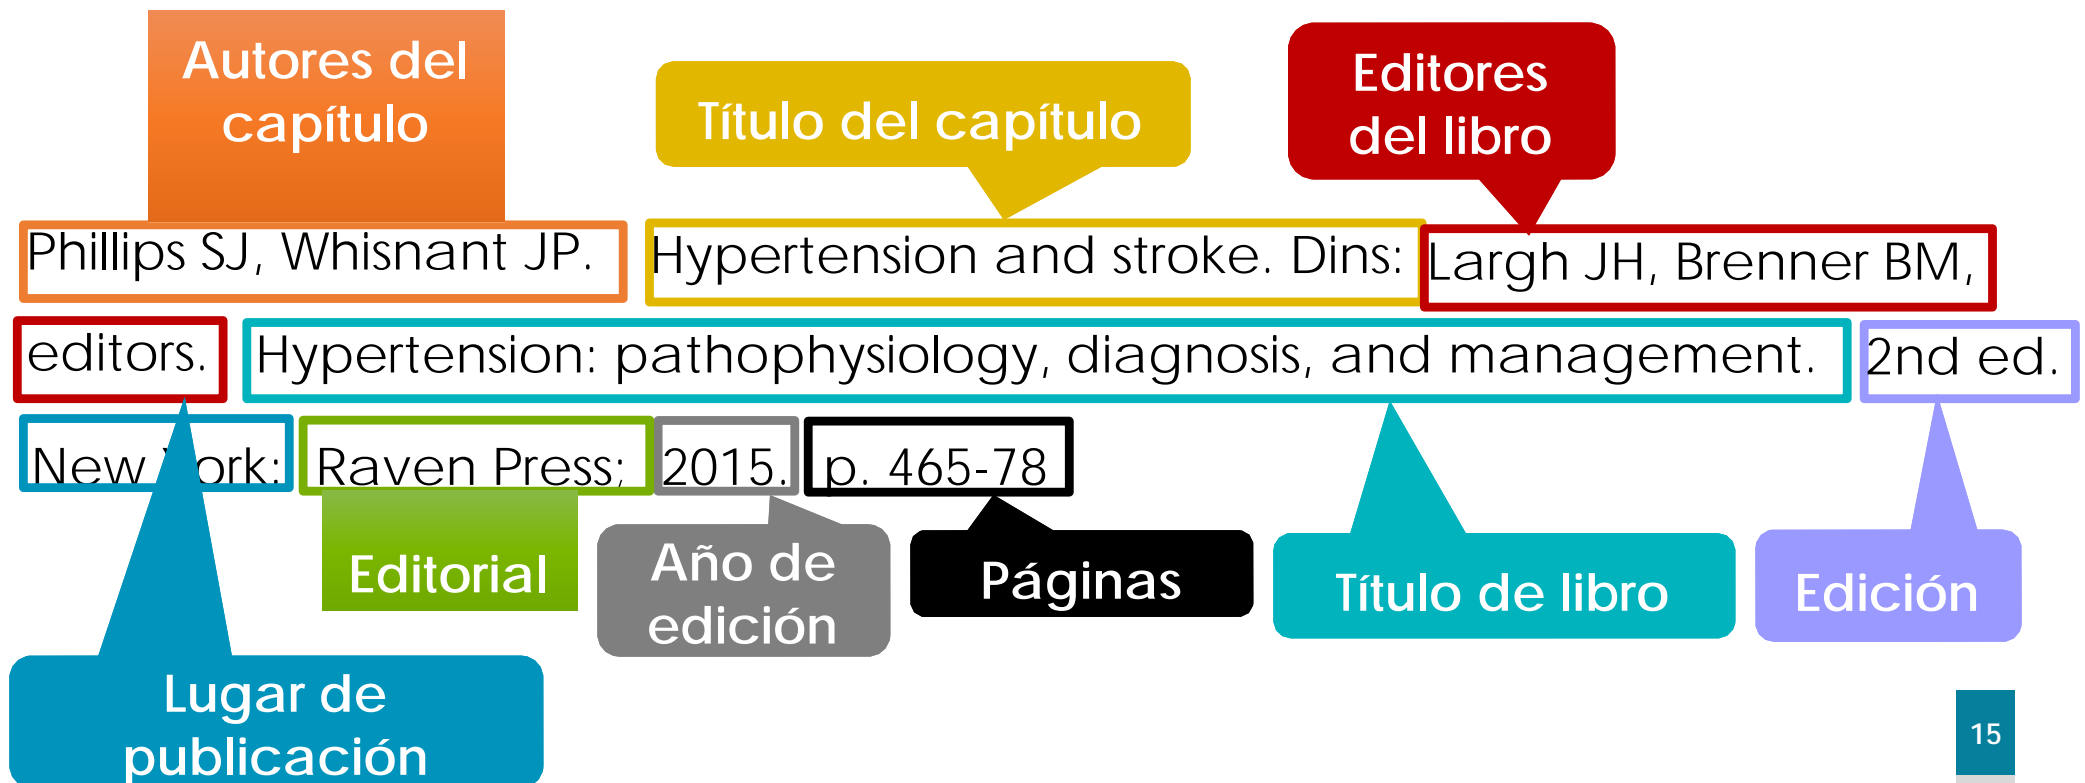 Autores del
capítulo
Título del capítulo
Editores
del libro
Phillips SJ, Whisnant JP. Hypertension and stroke. Dins: Largh JH, Brenner BM,
editors. Hypertension: pathophysiology, diagnosis, and management. 2nd ed.
New York: Raven Press; 2015. p. 465-78
Editorial
Año de
edición
Páginas
Título de libro
Edición
Lugar de
publicación
15